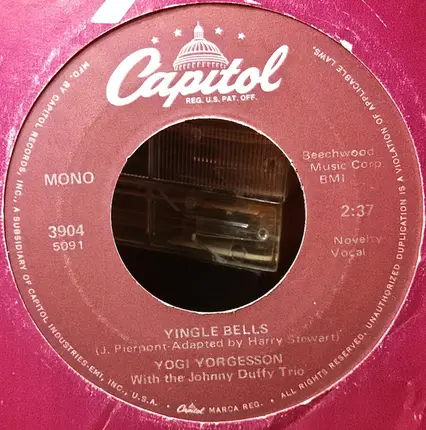 Capitol
REG. U.S. PAT. OFF.
MONO
3904
5091
Beechwood
Music Corp.
BMI
2:37
Novelty
Vocal
YINGLE BELLS
(J. Pierpont-Adapted by Harry Stewart)
YOGI YORGESSON
With the Johnny Duffy Trio
MFD. BY CAPITOL RECORDS, INC., A SUBSIDIARY OF CAPITOL INDUSTRIES-EMI, INC., U.S.A. • Capitol MARCA REG. • ALL RIGHTS RESERVED. UNAUTHORIZED DUPLICATION IS A VIOLATION OF APPLICABLE LAWS.